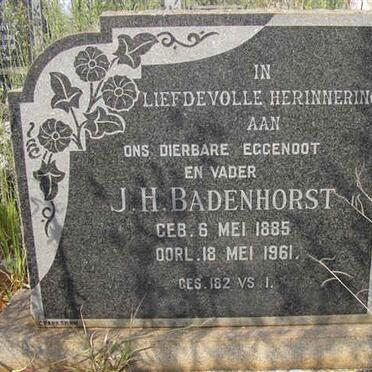 IN
LIEFDEVOLLE HERINNERING
AAN
ONS DIERBARE EGGENOOT
EN VADER
J.H. BADENHORST
GEB. 6 MEI 1885
OORL. 18 MEI 1961.
GES. 182 VS 1.